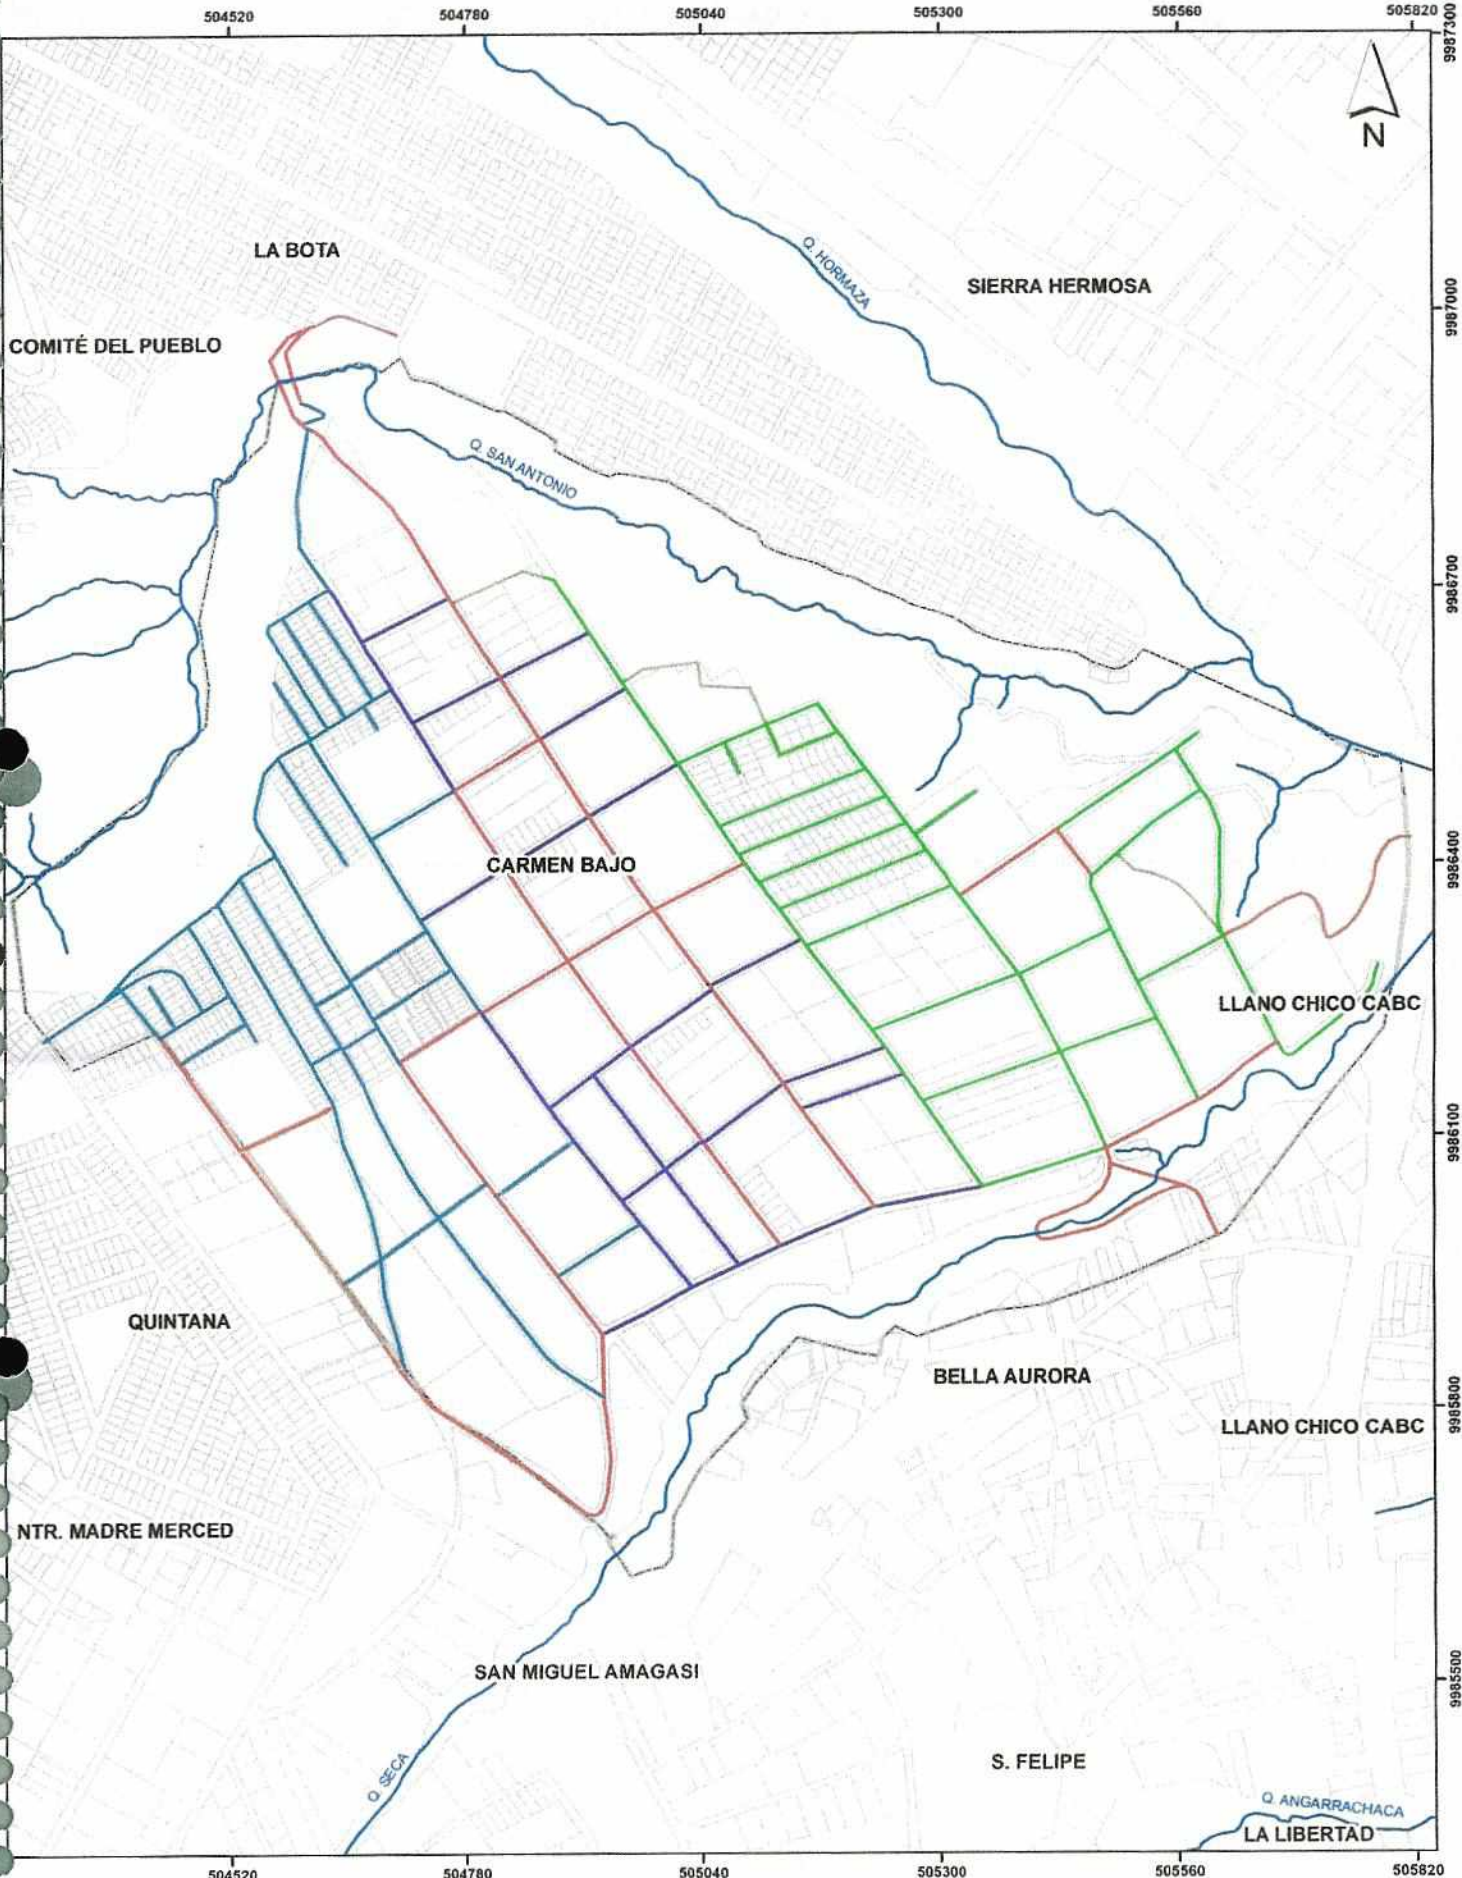 504520 504780 505040 505300 505560 505820
9987300
N
LA BOTA
Q. HORMAZA
SIERRA HERMOSA
9987000
COMITÉ DEL PUEBLO
Q. SAN ANTONIO
9986700
CARMEN BAJO
9986400
LLANO CHICO CABC
9986100
QUINTANA
BELLA AURORA
9985800
LLANO CHICO CABC
NTR. MADRE MERCED
SAN MIGUEL AMAGASI
9985500
S. FELIPE
Q. SECA
Q. ANGARRACHACA
LA LIBERTAD
504520 504780 505040 505300 505560 505820